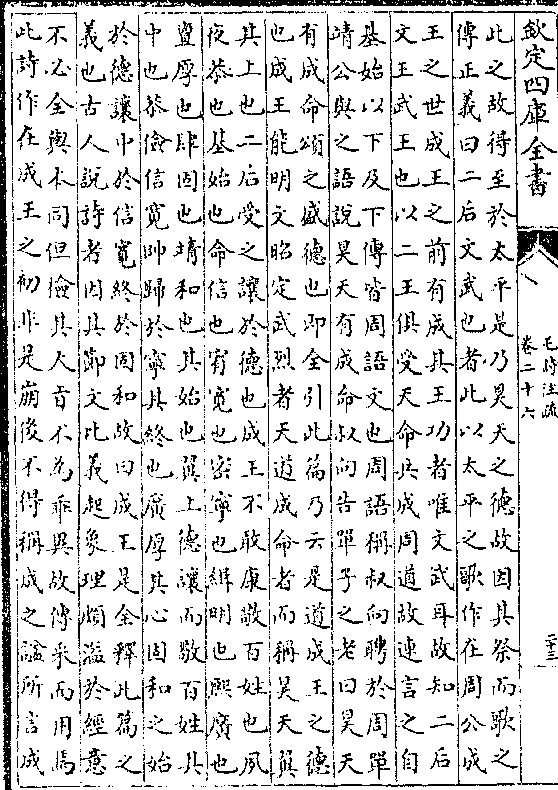 欽定四庫全書
毛詩注疏
卷二十六
二十三
此之故得至於太平是乃昊天之德故因其祭而歌之
傳正義曰二后文武也者此以太平之歌作在周公成
王之世成王之前有成其王功者唯文武耳故知二后
文王武王也以二王俱受天命共成周道故連言之自
基始以下及下傳皆周語文也周語稱叔向聘於周單
靖公與之語說昊天有成命叔向告單子之老曰昊天
有成命頌之盛德也即全引此篇乃云是道成王之德
也成王能明文昭定武烈者夫道成命者而稱昊天翼
其上也二后受之讓於德也成王不敢康敬百姓也夙
夜恭也基始也命信也宥寬也密寧也緝明也熙廣也
亶厚也肆固也靖和也其始也翼上德讓而敬百姓其
中也恭儉信寬帥歸於寧其終也廣厚其心固和之始
於德讓中於信寬終於固和故曰成王是全釋此篇之
義也古人說詩者因其節文比義起象理頗溢於經意
不必全與本同但檢其大旨不為乖異故傳采而用焉
此詩作在成王之初非是崩後不得稱成之諡所言成